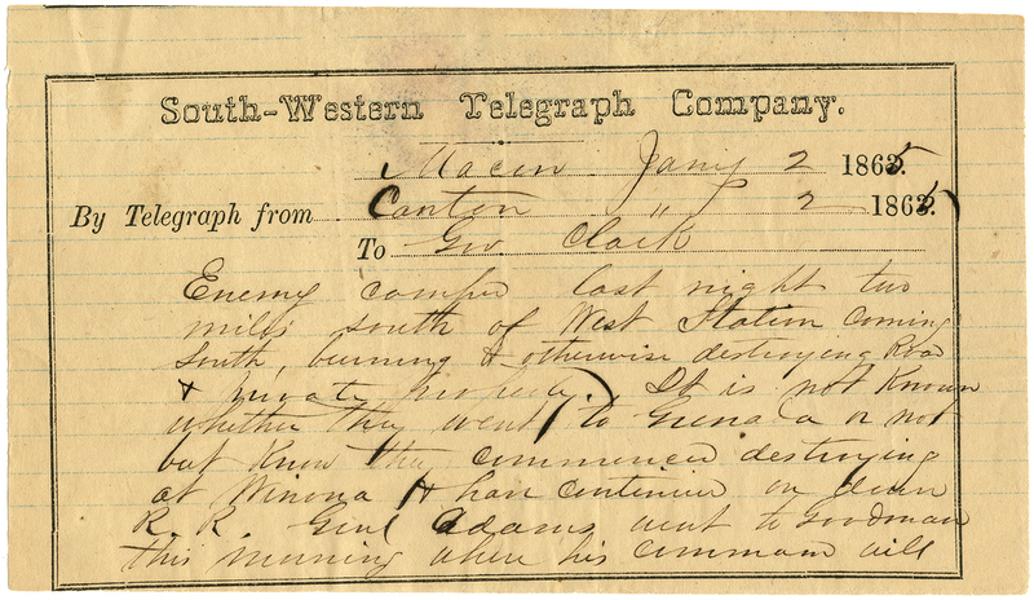 South-Western Telegraph Company.
Macon Jany 2 1865.
By Telegraph from Canton " 2 1865.
To Gov Clark
Enemy camped last night two
miles south of West Station coming
South, burning & otherwise destroying Road
& private property. It is not Known
whether they went to Grenada or not
but Know they commenced destroying
at Winona & have continued on down
R. R. Genl Adams went to Goodman
this morning where his command will